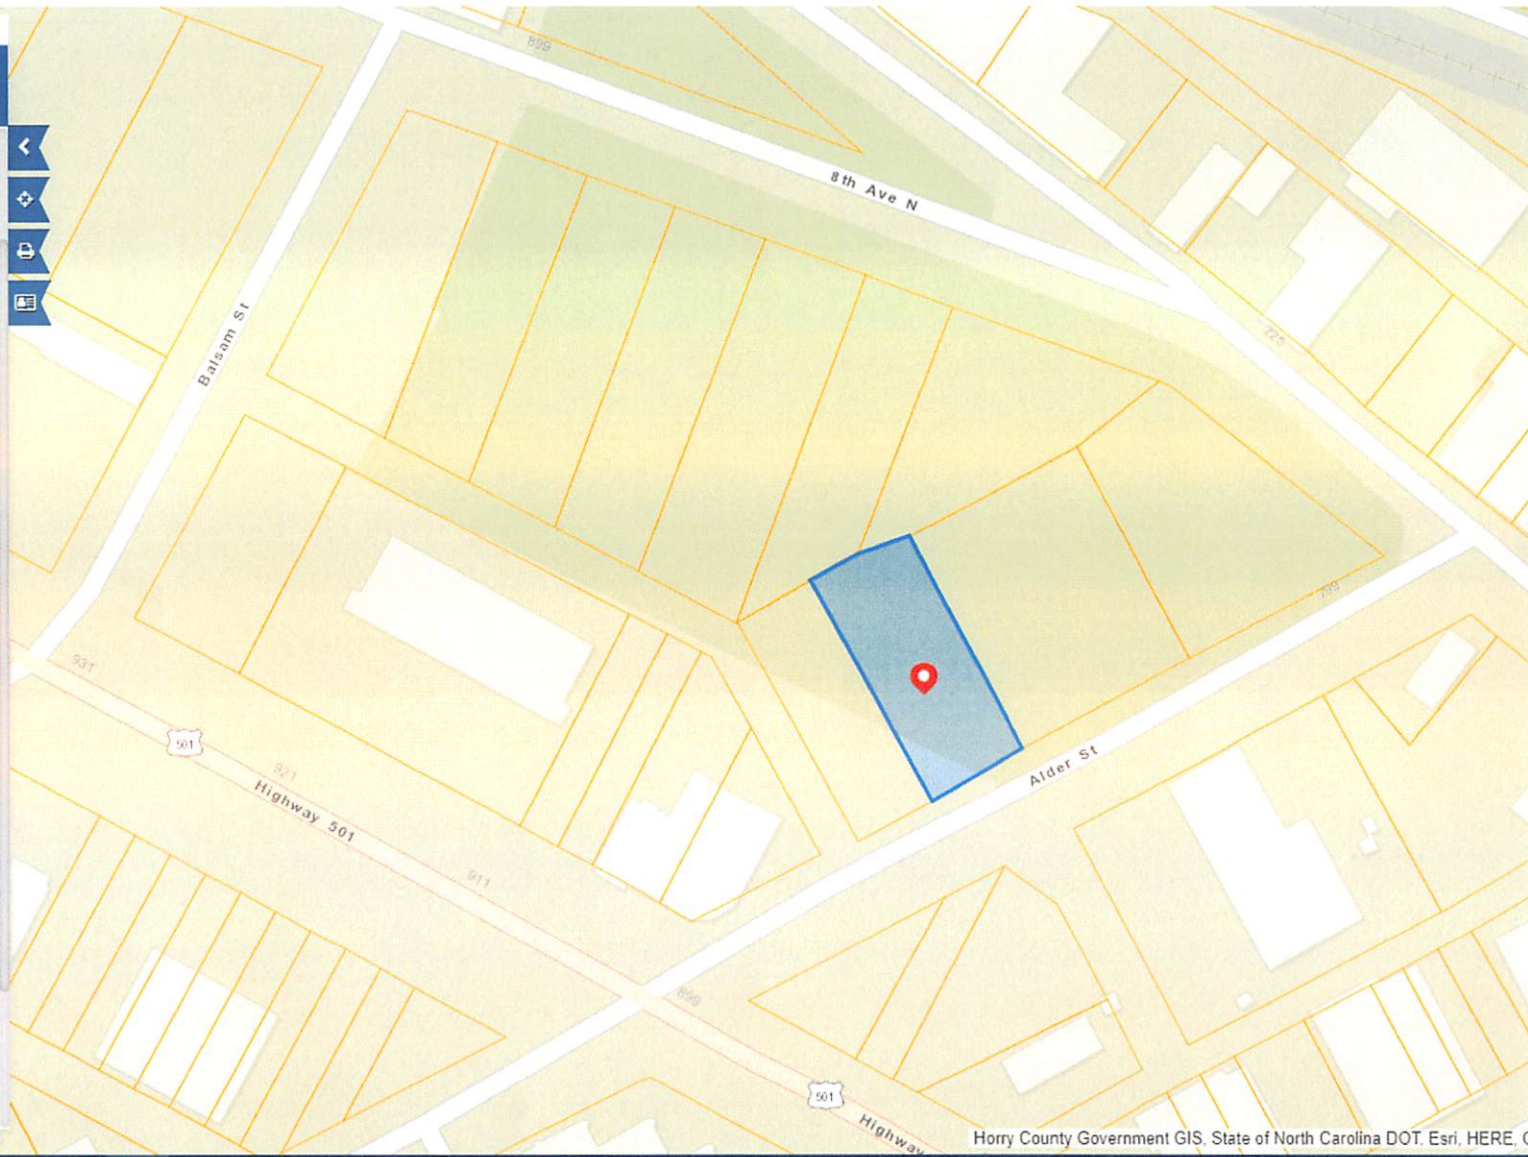 899
8th Ave N
725
Balsam St
799
931
501
Alder St
921
Highway 501
911
899
501
Highway
Horry County Government GIS, State of North Carolina DOT, Esri, HERE,